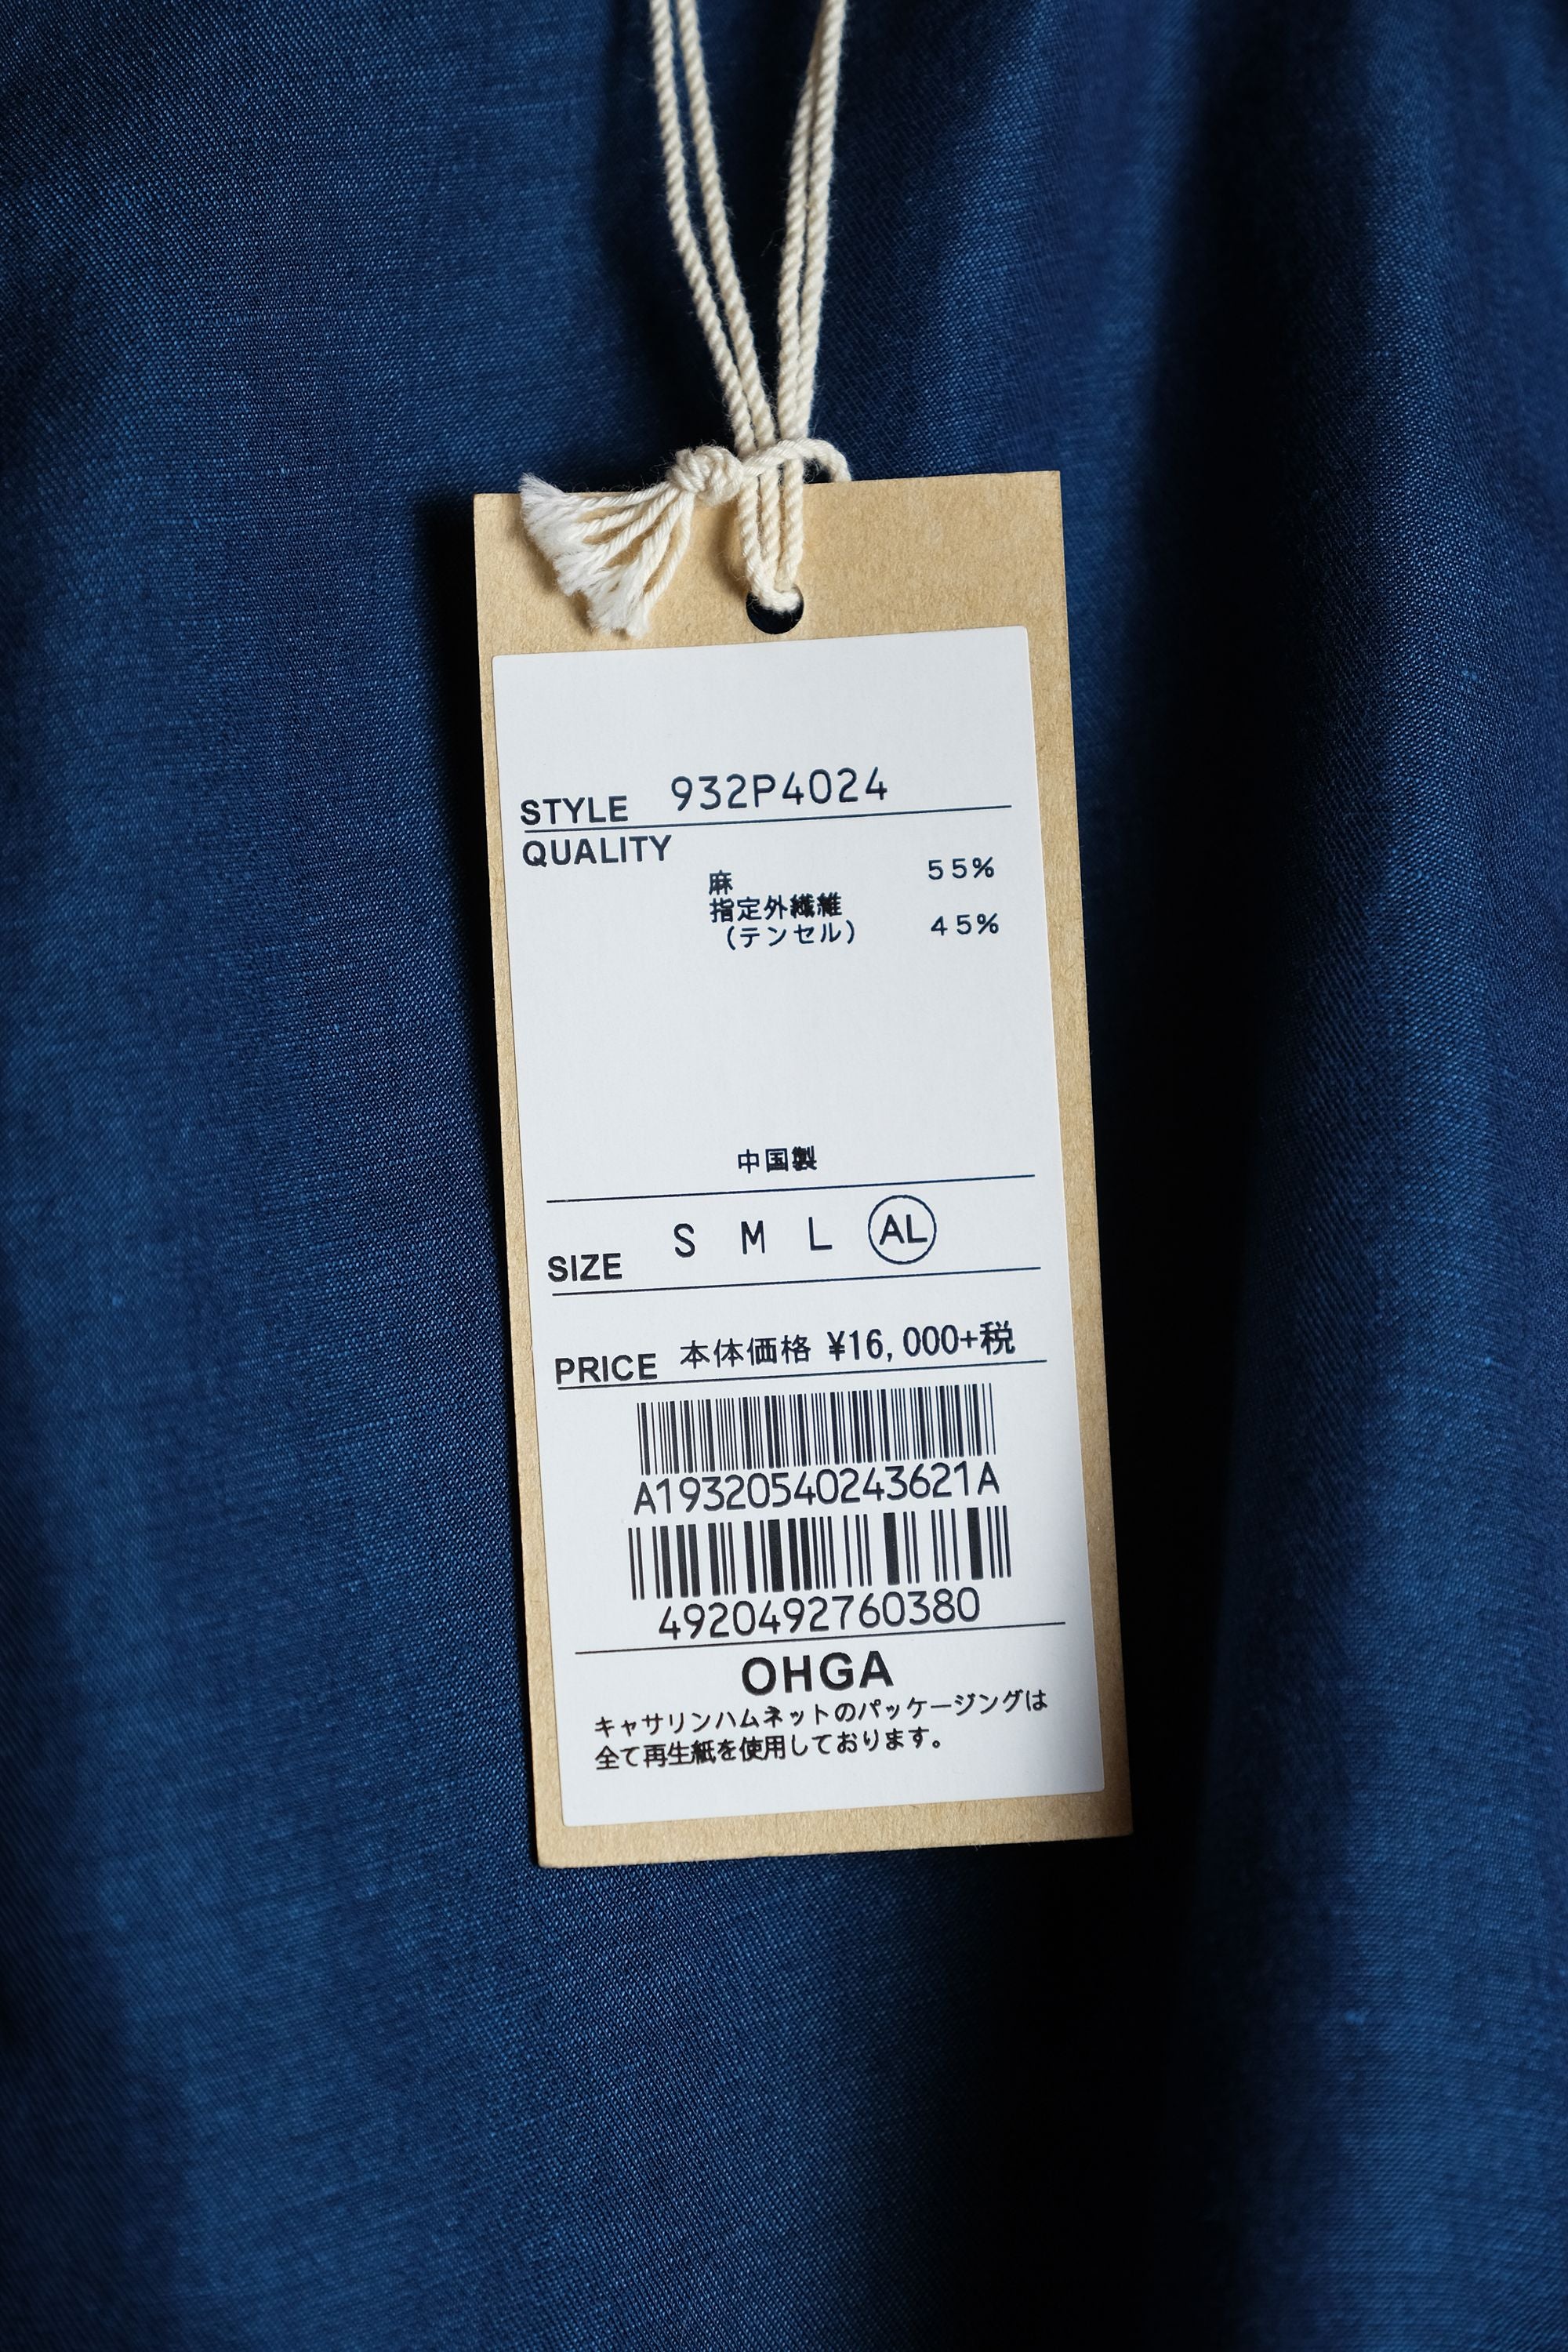 STYLE 932P4024
QUALITY
麻 55%
指定外繊維
(テンセル) 45%
中国製
SIZE S M L AL
PRICE 本体価格 ¥16,000+税
A19320540243621A
4920492760380
OHGA
キャサリンハムネットのパッケージングは
全て再生紙を使用しております。